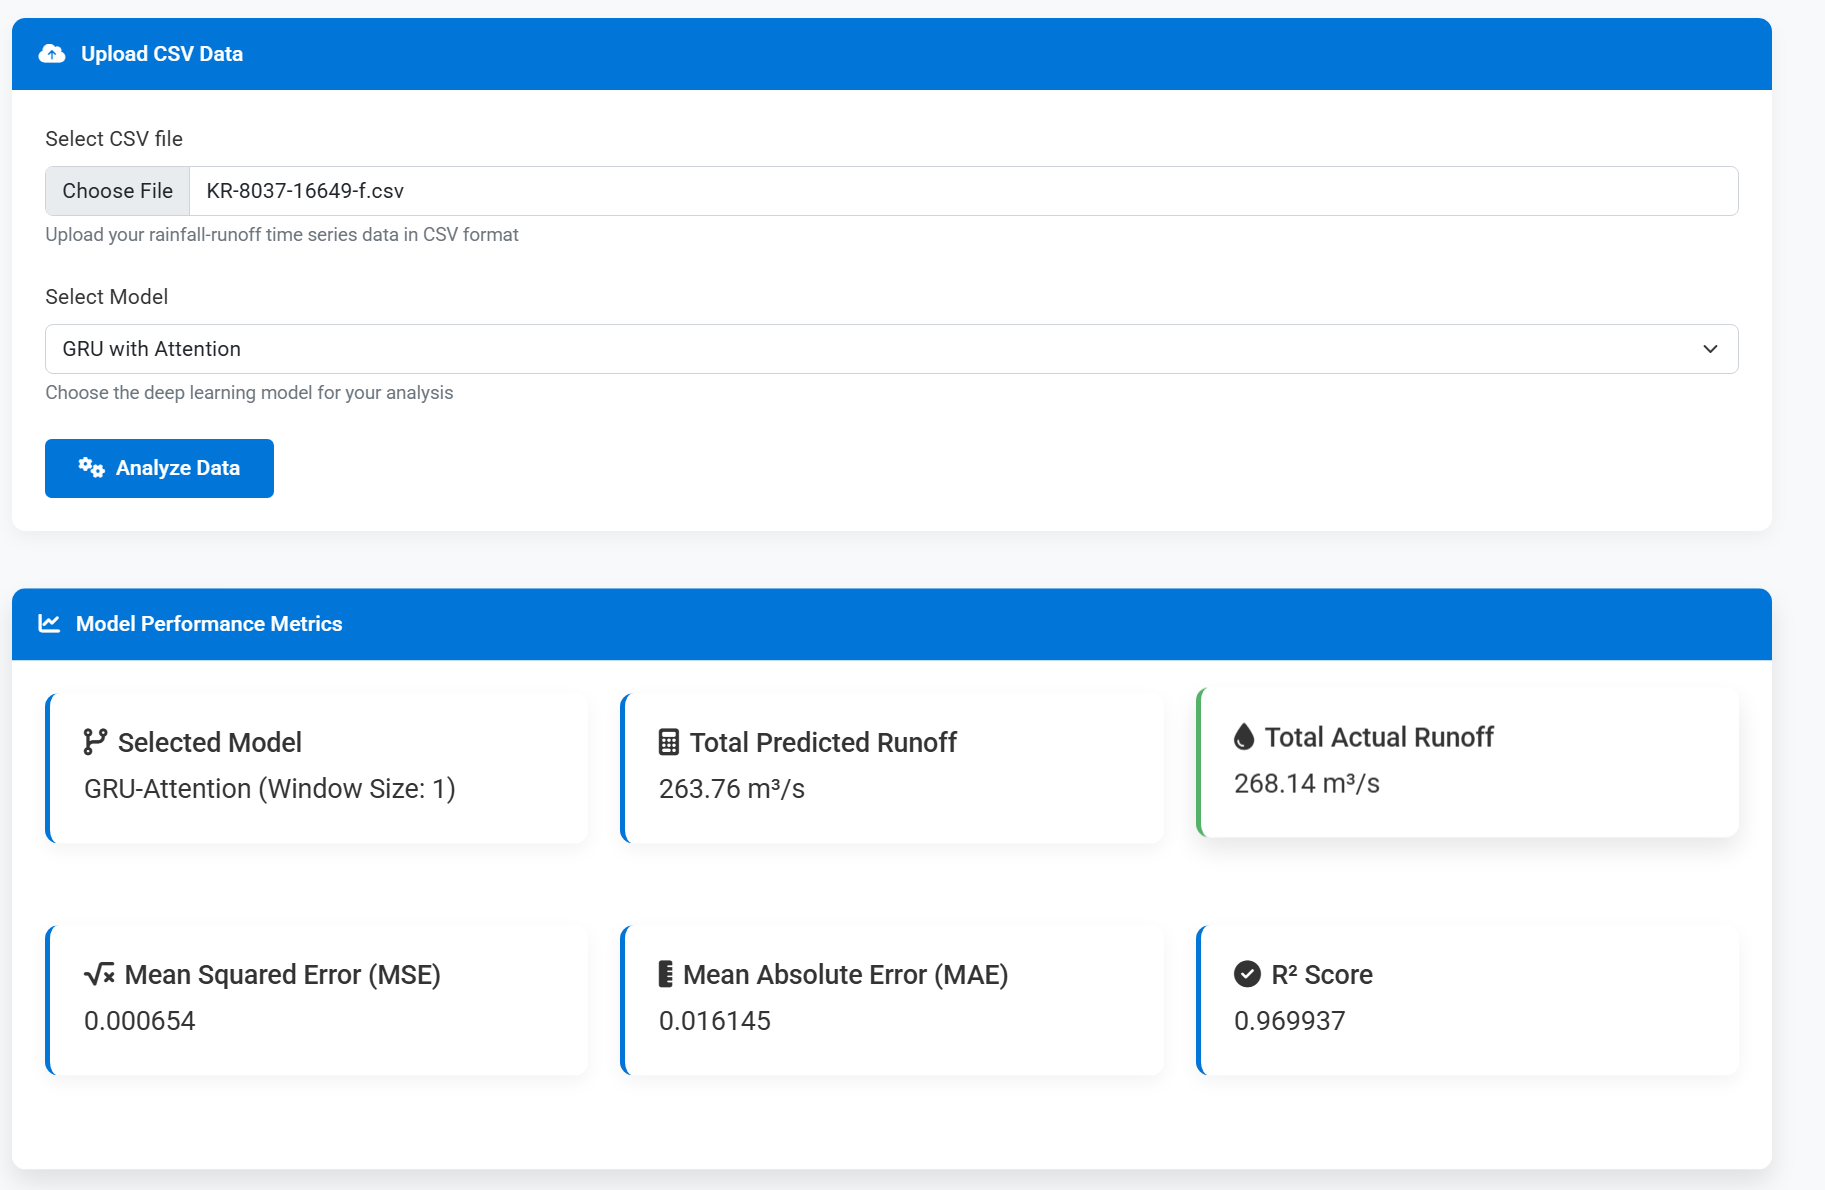 Upload CSV Data
Select CSV file
Choose File KR-8037-16649-f.csv
Upload your rainfall-runoff time series data in CSV format
Select Model
GRU with Attention
Choose the deep learning model for your analysis
Analyze Data
Model Performance Metrics
Selected Model
GRU-Attention (Window Size: 1)
Total Predicted Runoff
263.76 m³/s
Total Actual Runoff
268.14 m³/s
Mean Squared Error (MSE)
0.000654
Mean Absolute Error (MAE)
0.016145
R² Score
0.969937